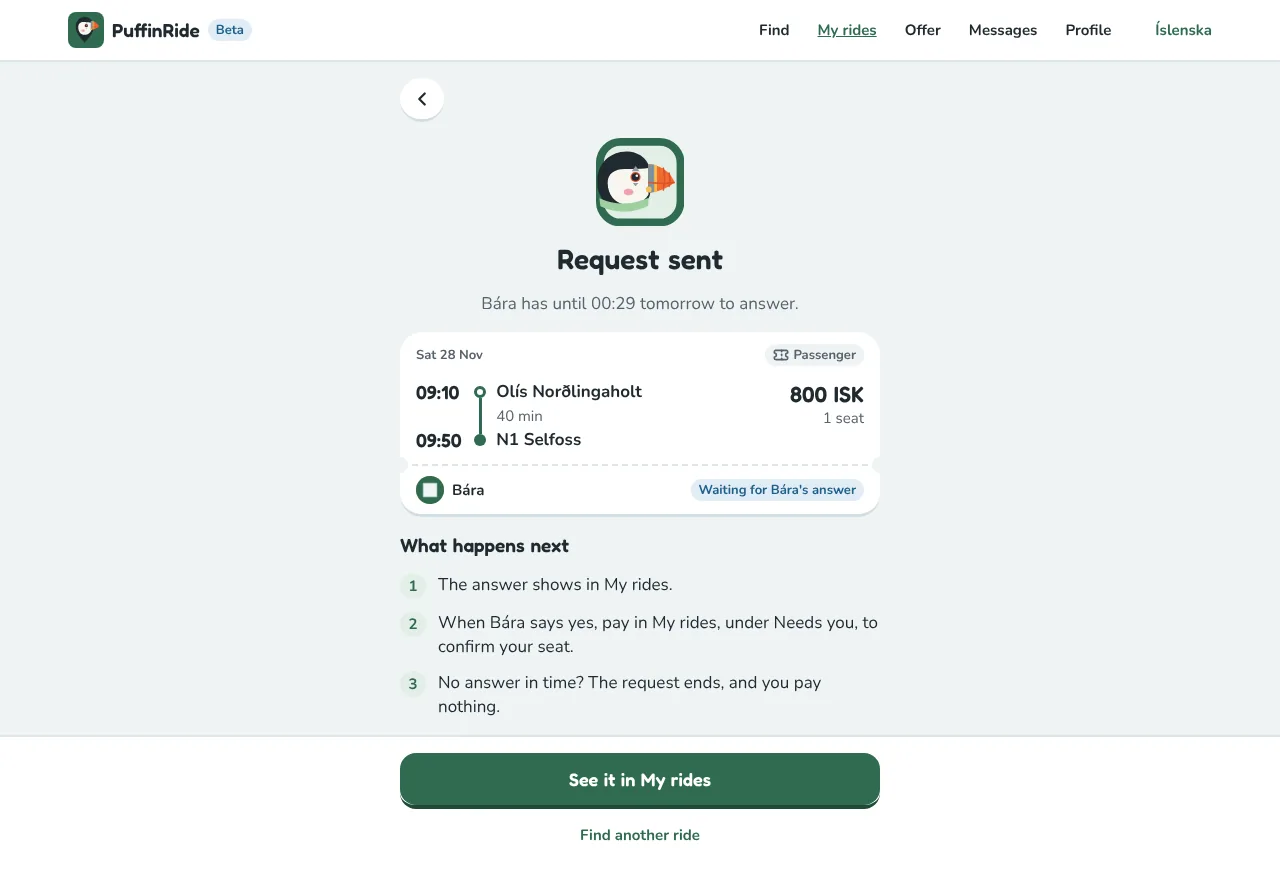 PuffinRide Beta Find My rides Offer Messages Profile Íslenska
Request sent
Bára has until 00:29 tomorrow to answer.
Sat 28 Nov Passenger
09:10 Olís Norðlingaholt 800 ISK
40 min 1 seat
09:50 N1 Selfoss
Bára Waiting for Bára's answer
What happens next
1 The answer shows in My rides.
2 When Bára says yes, pay in My rides, under Needs you, to
confirm your seat.
3 No answer in time? The request ends, and you pay
nothing.
See it in My rides
Find another ride